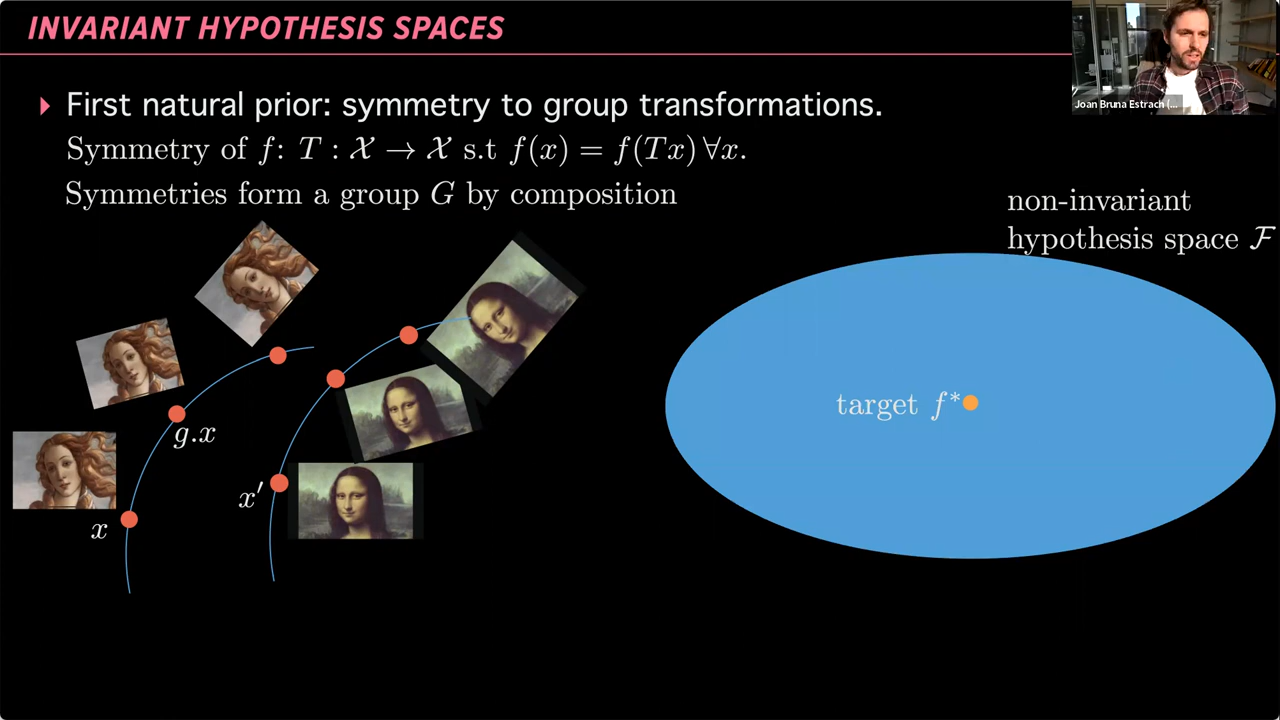 INVARIANT HYPOTHESIS SPACES
Joan Bruna Estrach (...
First natural prior: symmetry to group transformations.
Symmetry of f: T : 𝒳 → 𝒳 s.t f(x) = f(Tx) ∀x.
Symmetries form a group G by composition
non-invariant
hypothesis space ℱ
target f*
g.x
x′
x